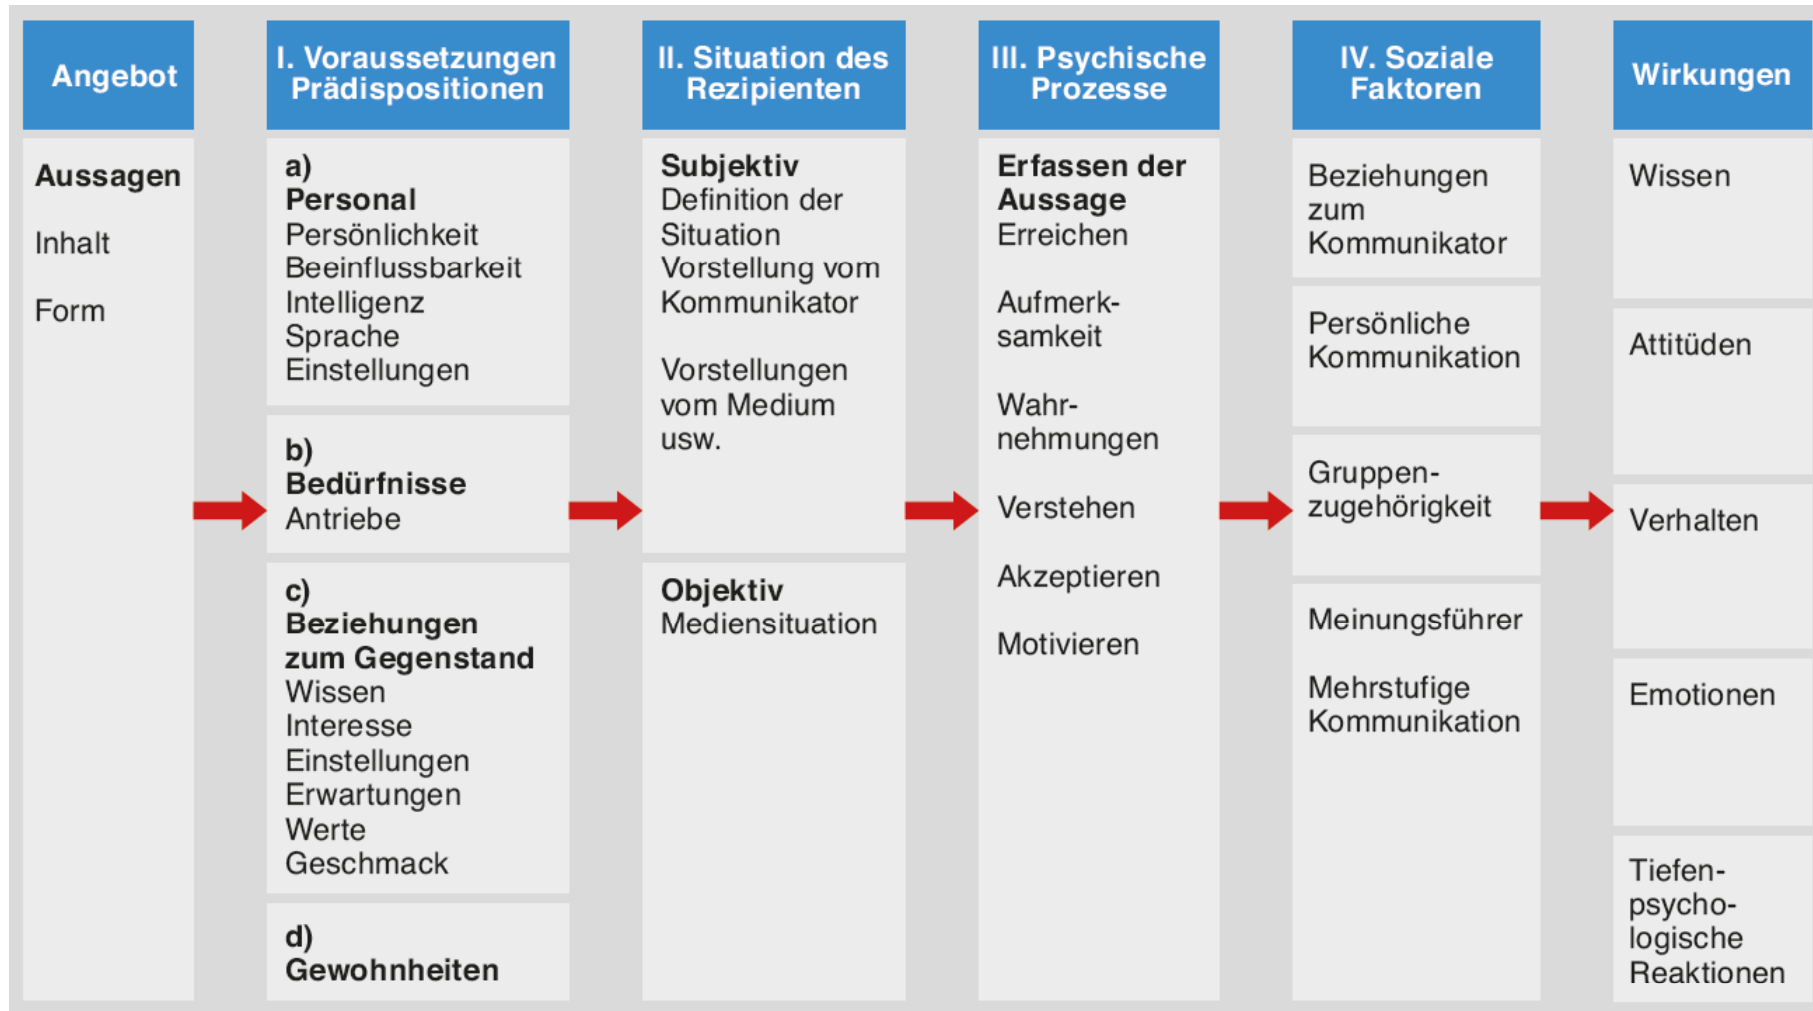 Angebot
Aussagen
Inhalt
Form
I. Voraussetzungen
Prädispositionen
a)
Personal
Persönlichkeit
Beeinflussbarkeit
Intelligenz
Sprache
Einstellungen
b)
Bedürfnisse
Antriebe
c)
Beziehungen
zum Gegenstand
Wissen
Interesse
Einstellungen
Erwartungen
Werte
Geschmack
d)
Gewohnheiten
II. Situation des
Rezipienten
Subjektiv
Definition der
Situation
Vorstellung vom
Kommunikator
Vorstellungen
vom Medium
usw.
Objektiv
Mediensituation
III. Psychische
Prozesse
Erfassen der
Aussage
Erreichen
Aufmerk-
samkeit
Wahr-
nehmungen
Verstehen
Akzeptieren
Motivieren
IV. Soziale
Faktoren
Beziehungen
zum
Kommunikator
Persönliche
Kommunikation
Gruppen-
zugehörigkeit
Meinungsführer
Mehrstufige
Kommunikation
Wirkungen
Wissen
Attitüden
Verhalten
Emotionen
Tiefen-
psycho-
logische
Reaktionen